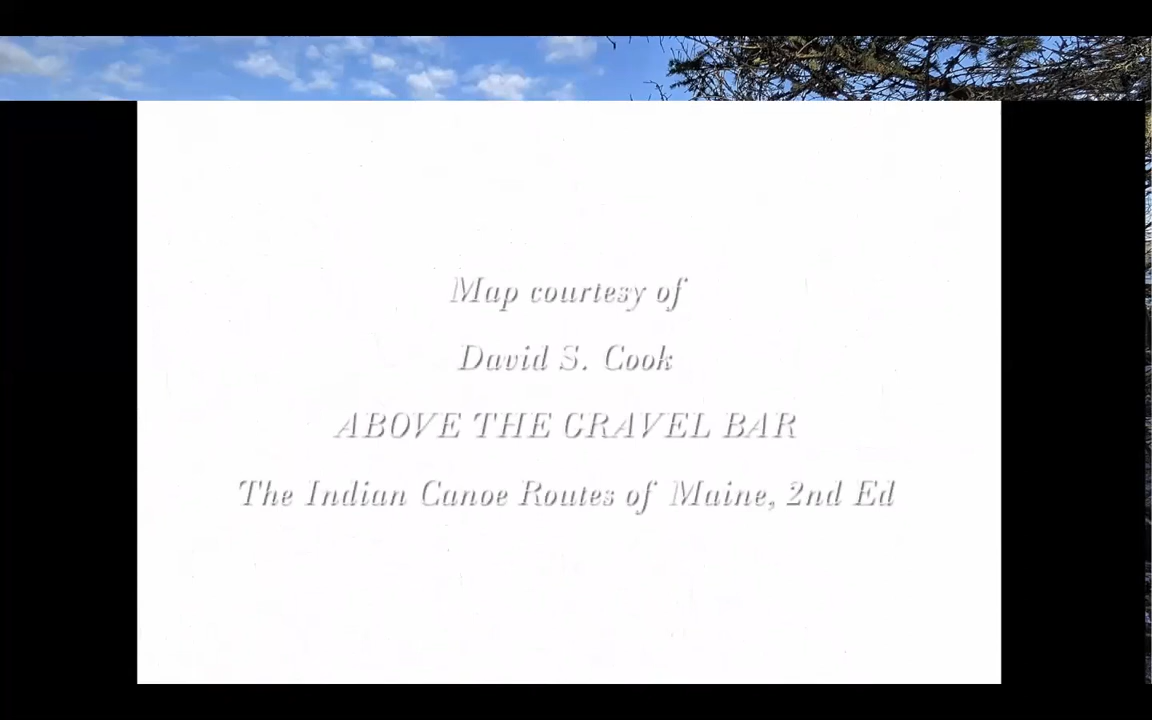 Map courtesy of
David S. Cook
ABOVE THE GRAVEL BAR
The Indian Canoe Routes of Maine, 2nd Ed